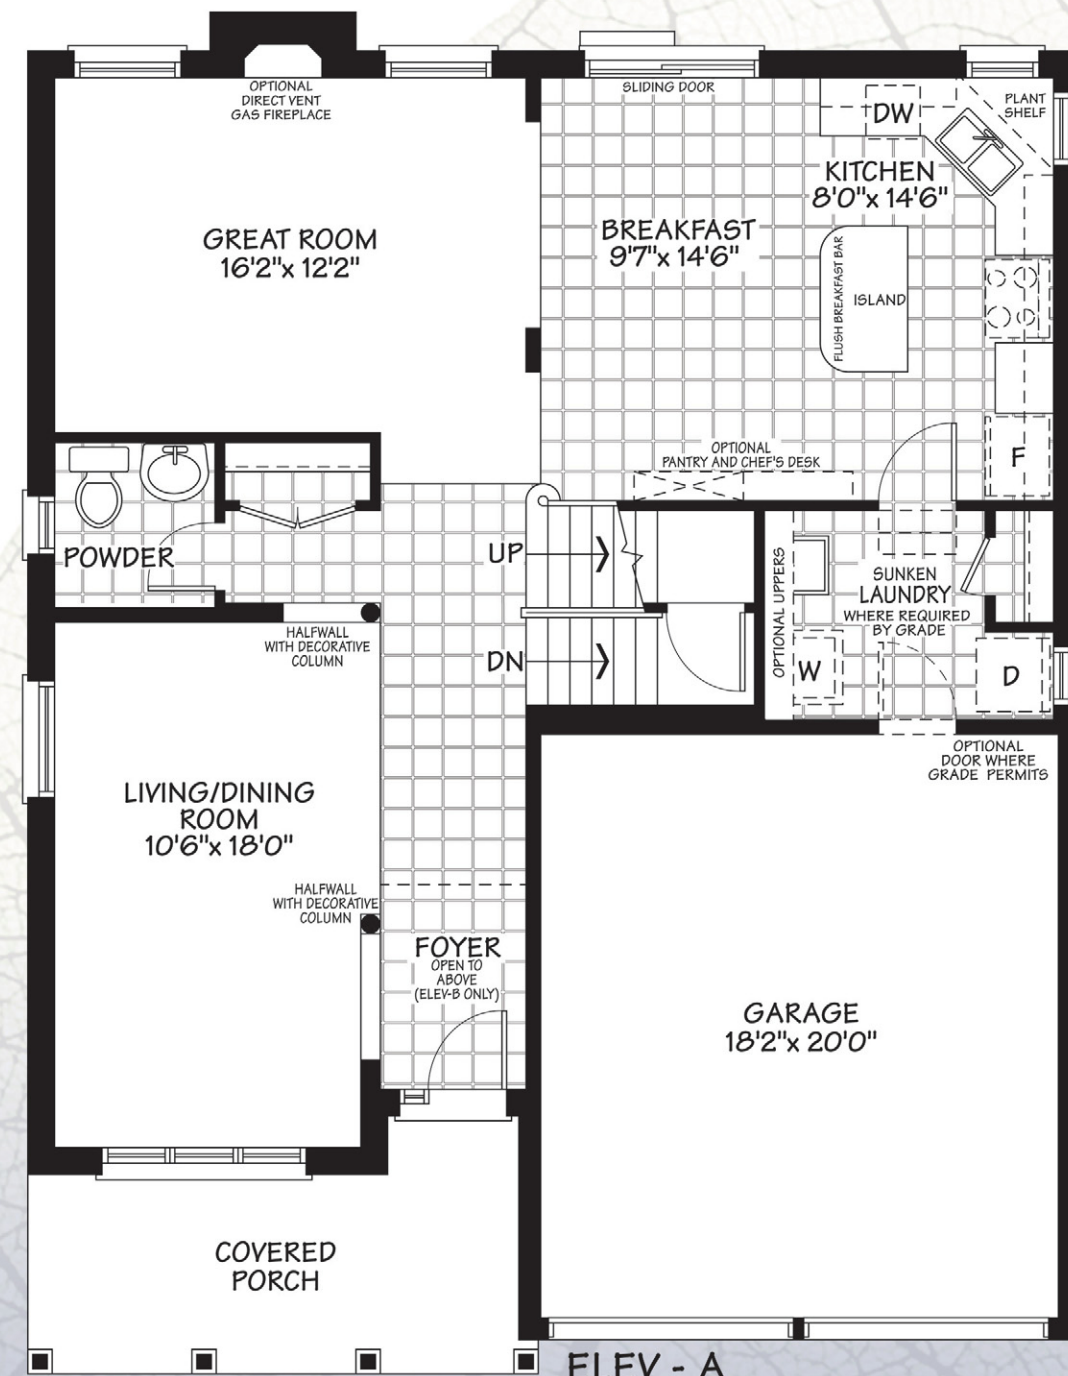 OPTIONAL
DIRECT VENT
GAS FIREPLACE
SLIDING DOOR
DW
PLANT
SHELF
KITCHEN
8'0"x 14'6"
GREAT ROOM
16'2"x 12'2"
BREAKFAST
9'7"x 14'6"
FLUSH BREAKFAST BAR
ISLAND
OPTIONAL
PANTRY AND CHEF'S DESK
F
POWDER
UP
OPTIONAL UPPERS
SUNKEN
LAUNDRY
WHERE REQUIRED
BY GRADE
HALFWALL
WITH DECORATIVE
COLUMN
DN
W
D
OPTIONAL
DOOR WHERE
GRADE PERMITS
LIVING/DINING
ROOM
10'6"x 18'0"
HALFWALL
WITH DECORATIVE
COLUMN
FOYER
OPEN TO
ABOVE
(ELEV-B ONLY)
GARAGE
18'2"x 20'0"
COVERED
PORCH
ELEV - A